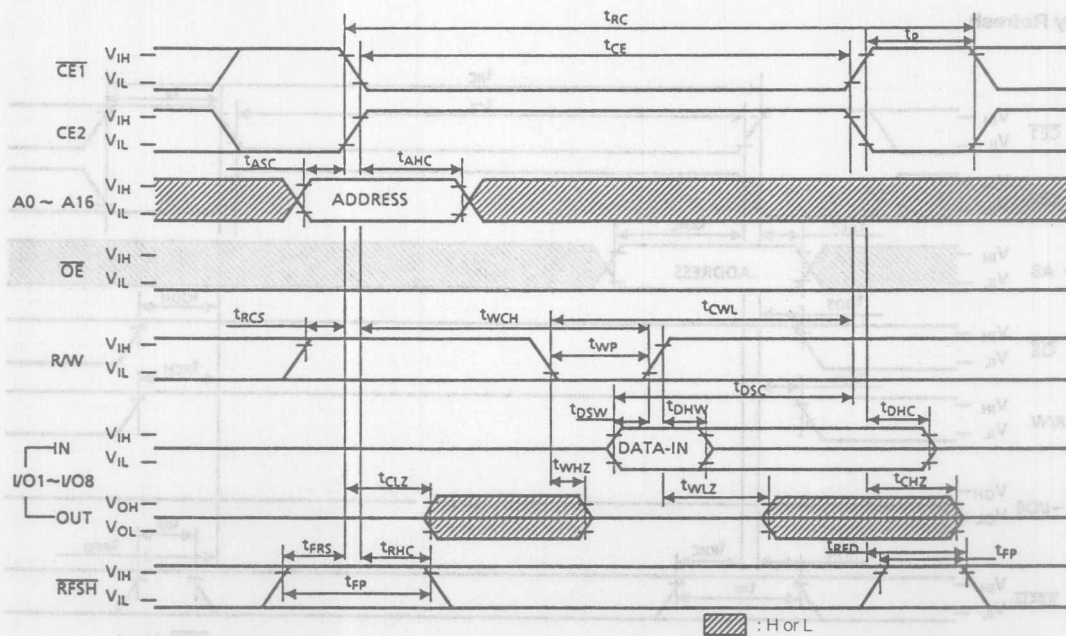 tRC
tP
tCE
CE1 VIH
VIL
CE2 VIH
VIL
tASC tAHC
A0 ~ A16 VIH
VIL
ADDRESS
OE VIH
VIL
tRCS tWCH tCWL
R/W VIH
VIL
tWP
tDSC
tDSW tDHW tDHC
IN VIH
VIL
DATA-IN
I/O1~I/O8
tCLZ tWHZ tWLZ tCHZ
OUT VOH
VOL
tFRS tRHC tRFD tFP
RFSH VIH
VIL
tFP
: H or L